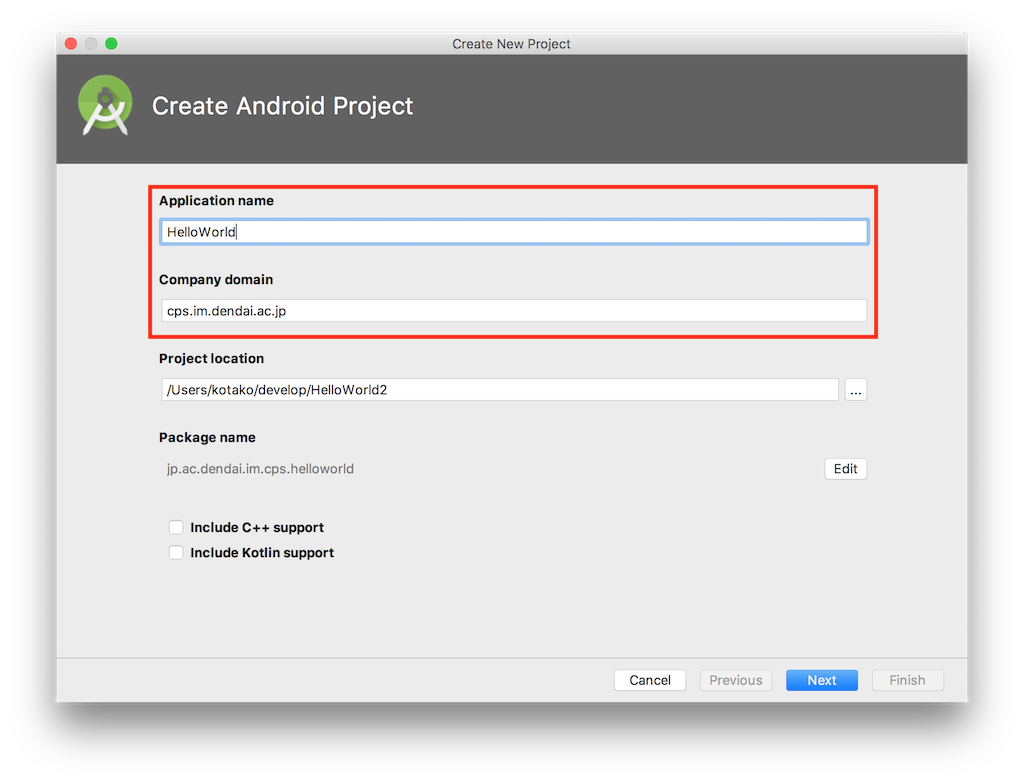 Create New Project
Create Android Project
Application name
HelloWorld
Company domain
cps.im.dendai.ac.jp
Project location
/Users/kotako/develop/HelloWorld2
...
Package name
jp.ac.dendai.im.cps.helloworld
Edit
Include C++ support
Include Kotlin support
Cancel Previous Next Finish